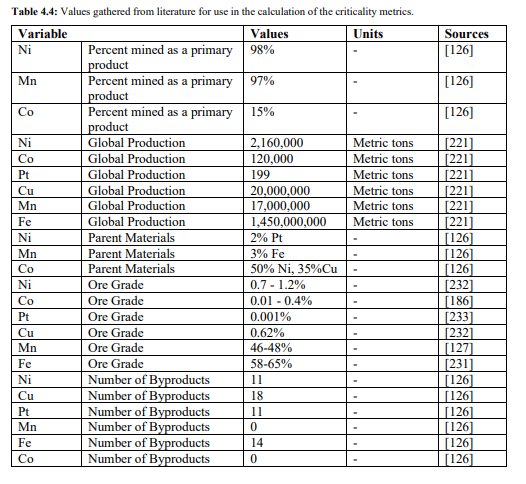 Table 4.4: Values gathered from literature for use in the calculation of the criticality metrics.
Variable Values Units Sources
Ni Percent mined as a primary 98% - [126]
product
Mn Percent mined as a primary 97% - [126]
product
Co Percent mined as a primary 15% - [126]
product
Ni Global Production 2,160,000 Metric tons [221]
Co Global Production 120,000 Metric tons [221]
Pt Global Production 199 Metric tons [221]
Cu Global Production 20,000,000 Metric tons [221]
Mn Global Production 17,000,000 Metric tons [221]
Fe Global Production 1,450,000,000 Metric tons [221]
Ni Parent Materials 2% Pt - [126]
Mn Parent Materials 3% Fe - [126]
Co Parent Materials 50% Ni, 35%Cu - [126]
Ni Ore Grade 0.7 - 1.2% - [232]
Co Ore Grade 0.01 - 0.4% - [186]
Pt Ore Grade 0.001% - [233]
Cu Ore Grade 0.62% - [232]
Mn Ore Grade 46-48% - [127]
Fe Ore Grade 58-65% - [231]
Ni Number of Byproducts 11 - [126]
Cu Number of Byproducts 18 - [126]
Pt Number of Byproducts 11 - [126]
Mn Number of Byproducts 0 - [126]
Fe Number of Byproducts 14 - [126]
Co Number of Byproducts 0 - [126]